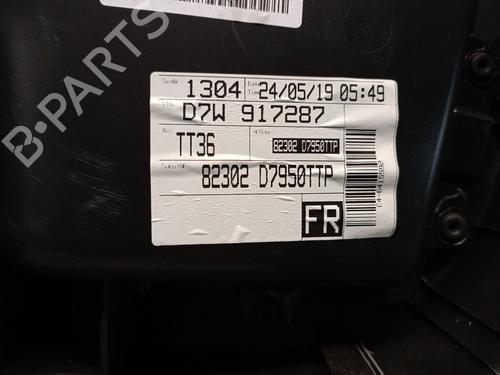 B-PARTS
1304 24/05/19 05:49
D7W 917287
TT36
82302 D7950TTP
82302 D7950TTP
FR